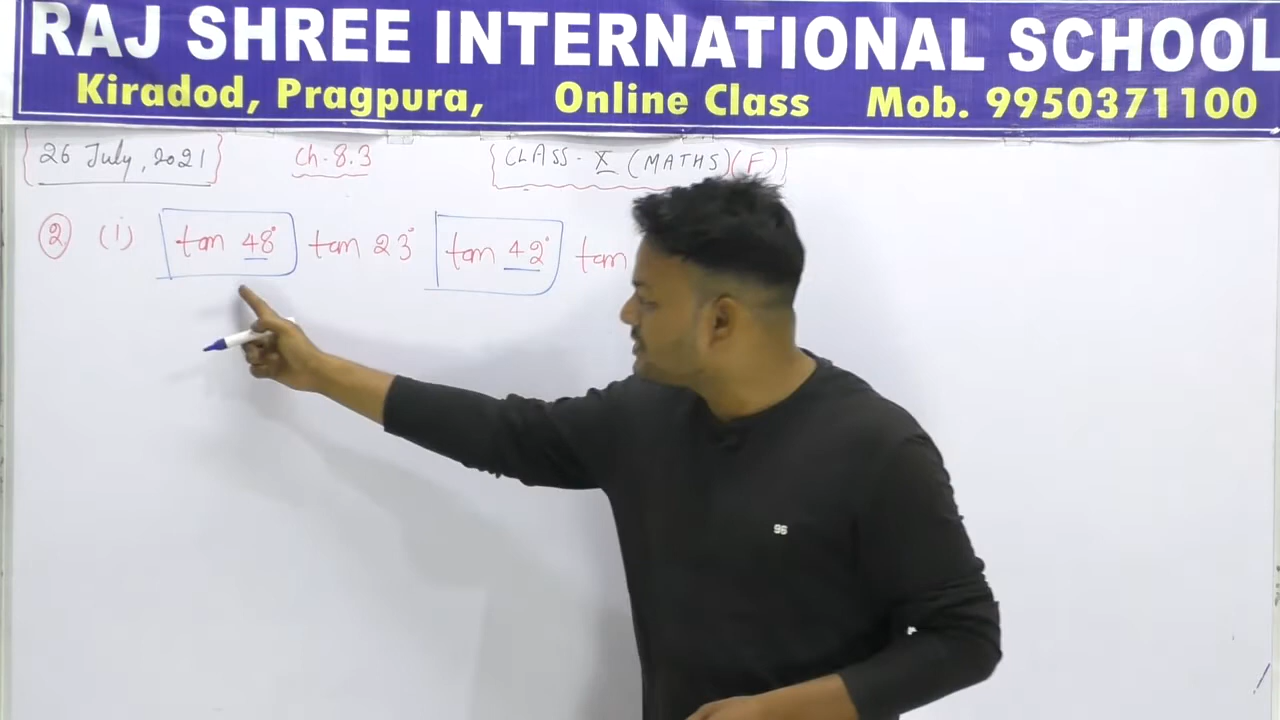 RAJ SHREE INTERNATIONAL SCHOOL
Kiradod, Pragpura, Online Class Mob. 9950371100
26 July, 2021 Ch-8.3 CLASS-X (MATHS)(F)
2 (i) tan 48° tan 23° tan 42° tan
96